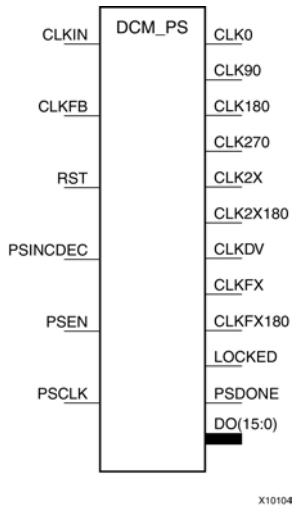 DCM_PS
CLKIN
CLKFB
RST
PSINCDEC
PSEN
PSCLK
CLK0
CLK90
CLK180
CLK270
CLK2X
CLK2X180
CLKDV
CLKFX
CLKFX180
LOCKED
PSDONE
DO(15:0)
X10104